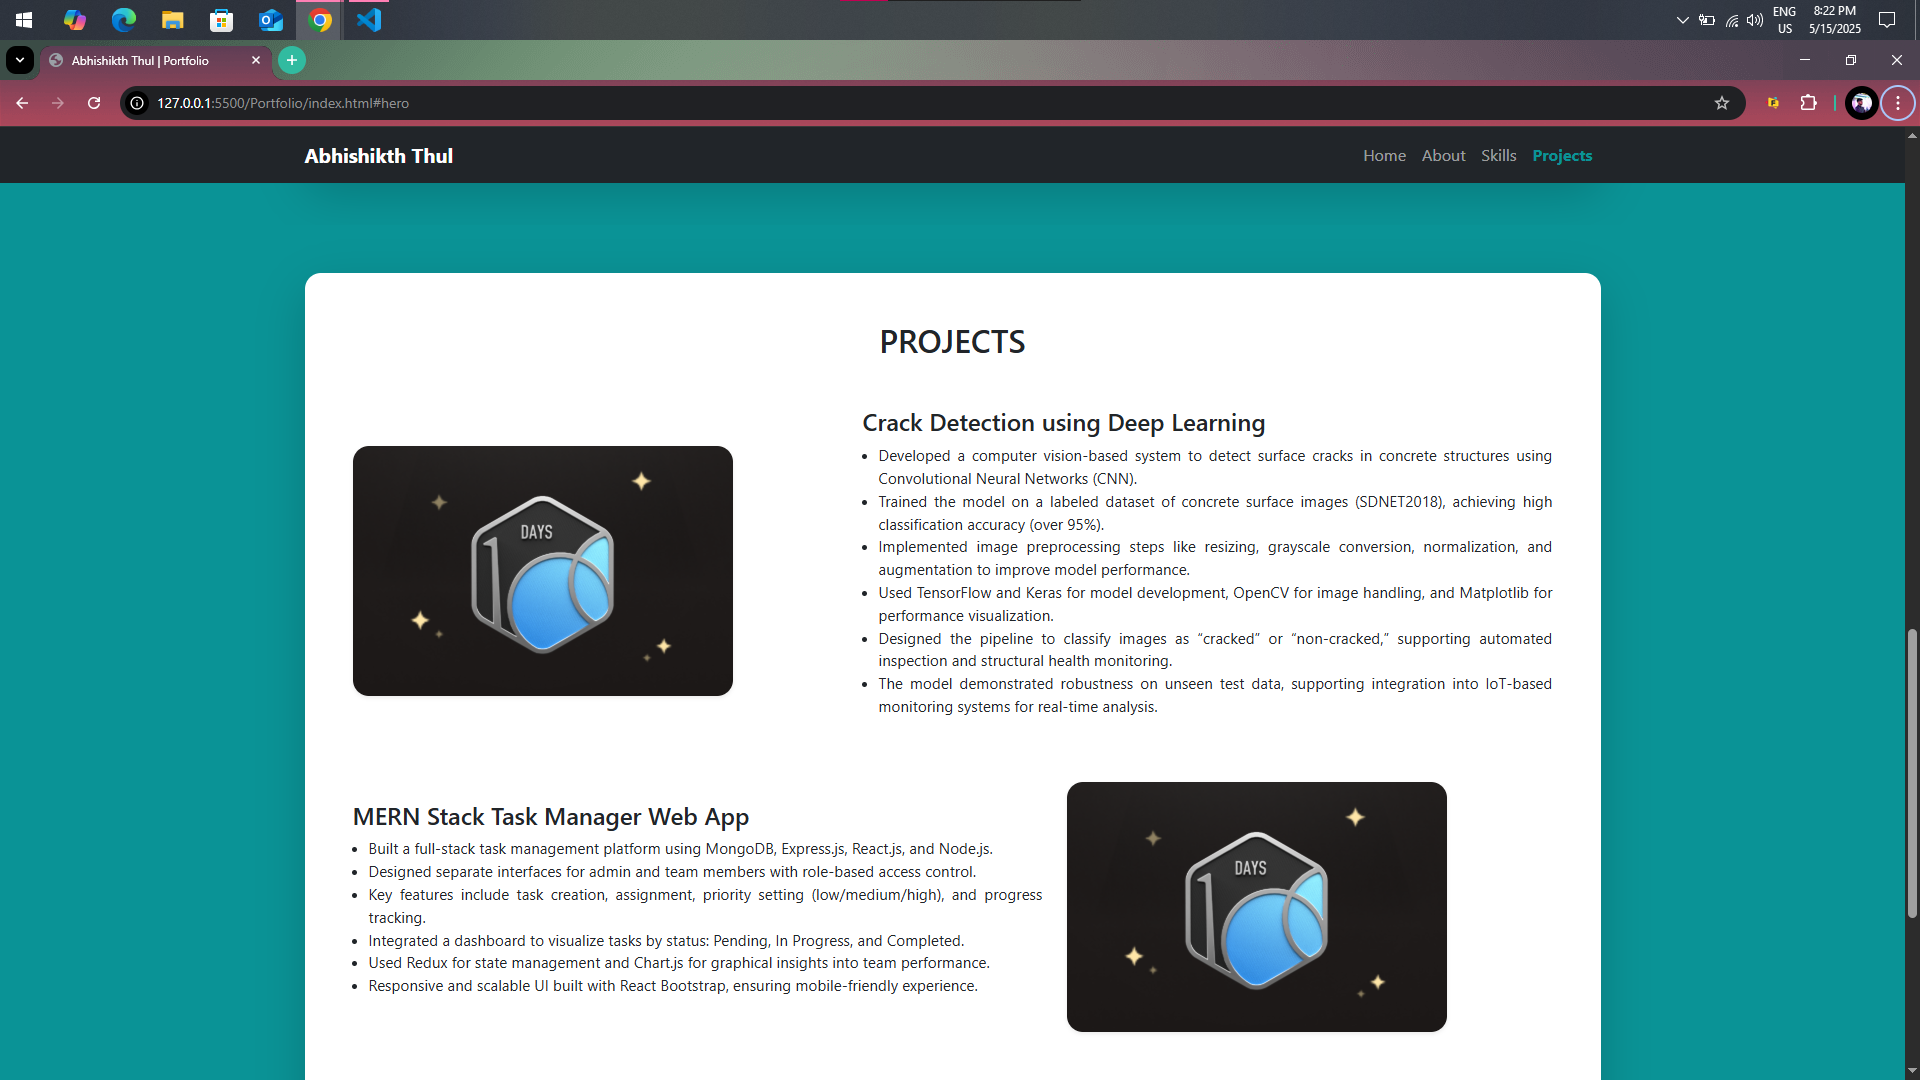 ENG
8:22 PM
US
5/15/2025
Abhishikth Thul | Portfolio
127.0.0.1:5500/Portfolio/index.html#hero
Abhishikth Thul
Home
About
Skills
Projects
PROJECTS
DAYS
10
Crack Detection using Deep Learning
• Developed a computer vision-based system to detect surface cracks in concrete structures using
Convolutional Neural Networks (CNN).
• Trained the model on a labeled dataset of concrete surface images (SDNET2018), achieving high
classification accuracy (over 95%).
• Implemented image preprocessing steps like resizing, grayscale conversion, normalization, and
augmentation to improve model performance.
• Used TensorFlow and Keras for model development, OpenCV for image handling, and Matplotlib for
performance visualization.
• Designed the pipeline to classify images as “cracked” or “non-cracked,” supporting automated
inspection and structural health monitoring.
• The model demonstrated robustness on unseen test data, supporting integration into IoT-based
monitoring systems for real-time analysis.
MERN Stack Task Manager Web App
• Built a full-stack task management platform using MongoDB, Express.js, React.js, and Node.js.
• Designed separate interfaces for admin and team members with role-based access control.
• Key features include task creation, assignment, priority setting (low/medium/high), and progress
tracking.
• Integrated a dashboard to visualize tasks by status: Pending, In Progress, and Completed.
• Used Redux for state management and Chart.js for graphical insights into team performance.
• Responsive and scalable UI built with React Bootstrap, ensuring mobile-friendly experience.
DAYS
10